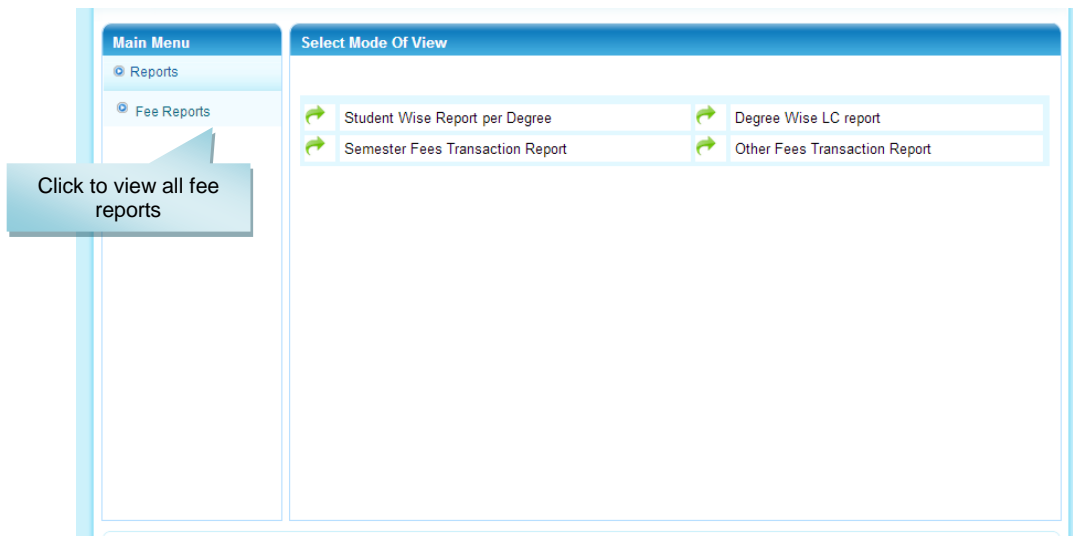 Main Menu
Reports
Fee Reports
Click to view all fee
reports
Select Mode Of View
Student Wise Report per Degree
Degree Wise LC report
Semester Fees Transaction Report
Other Fees Transaction Report